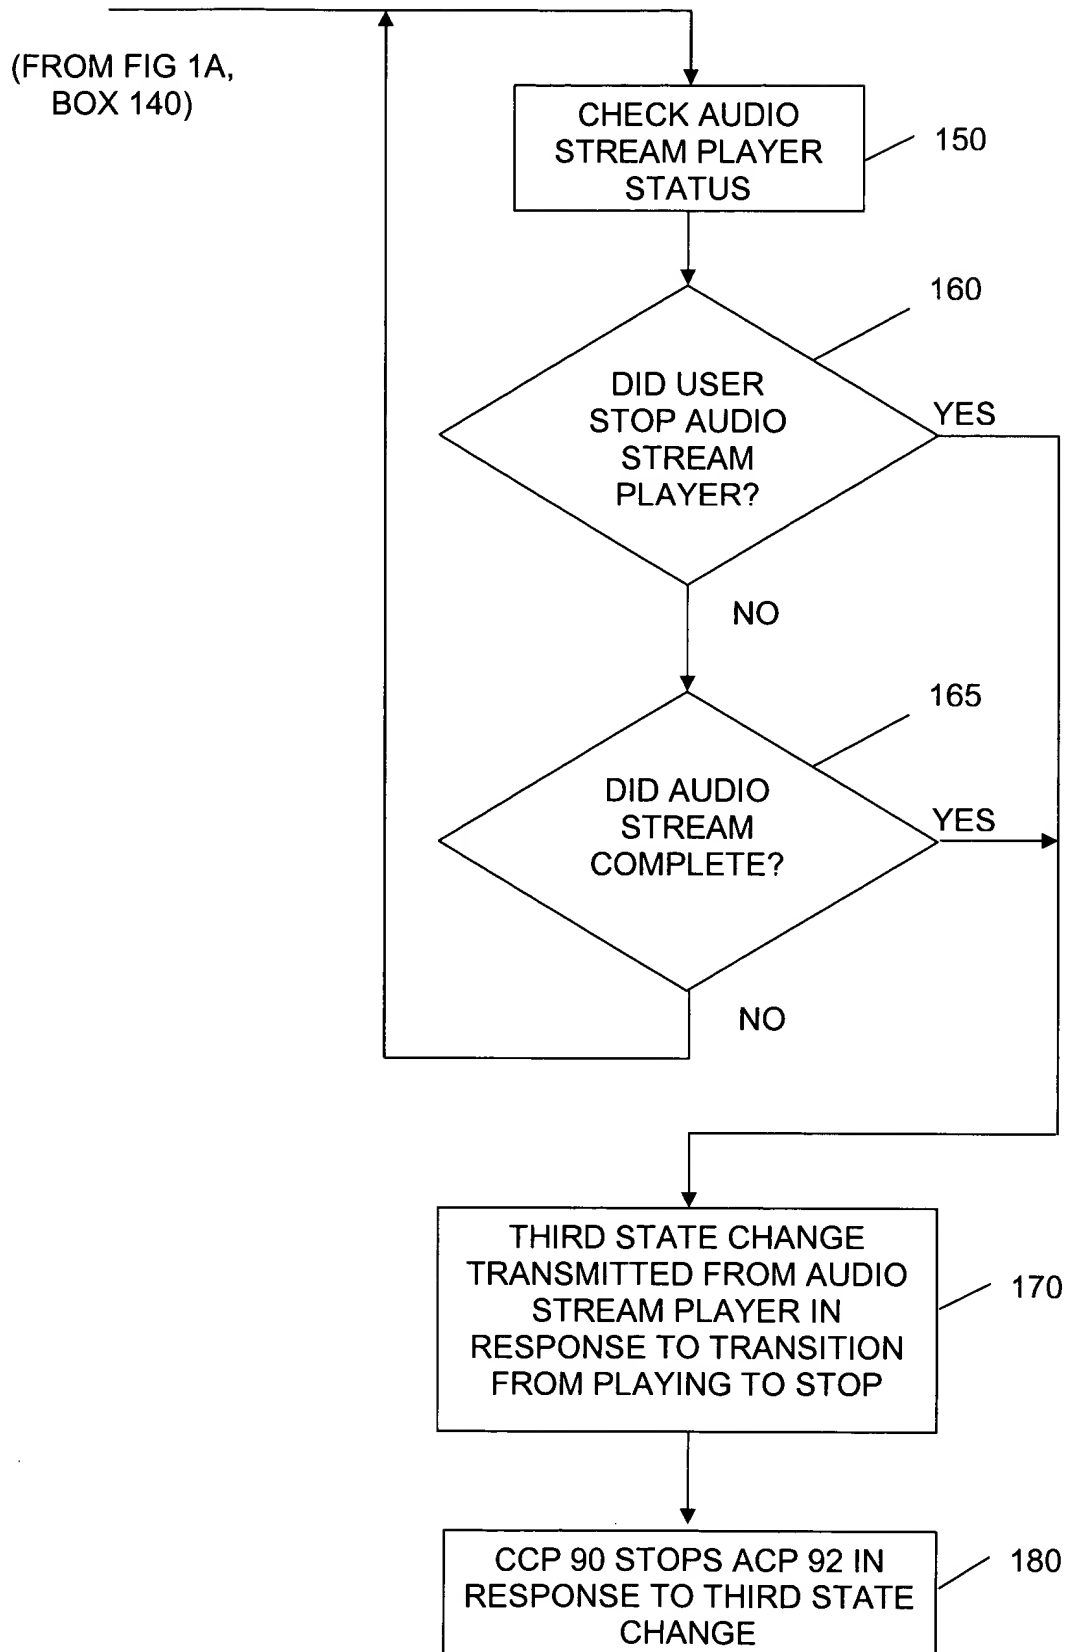 (FROM FIG 1A,
BOX 140)
CHECK AUDIO
STREAM PLAYER
STATUS
150
160
DID USER
STOP AUDIO
STREAM
PLAYER?
YES
NO
165
DID AUDIO
STREAM
COMPLETE?
YES
NO
THIRD STATE CHANGE
TRANSMITTED FROM AUDIO
STREAM PLAYER IN
RESPONSE TO TRANSITION
FROM PLAYING TO STOP
170
CCP 90 STOPS ACP 92 IN
RESPONSE TO THIRD STATE
CHANGE
180